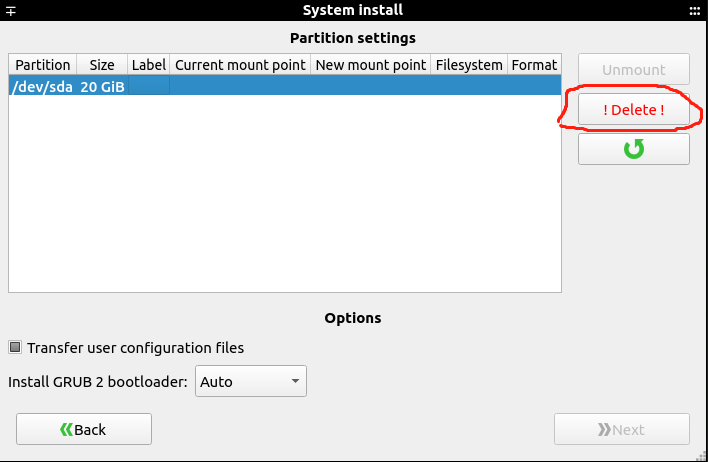 System install
Partition settings
Partition Size Label Current mount point New mount point Filesystem Format
/dev/sda 20 GiB
Unmount
! Delete !
Options
Transfer user configuration files
Install GRUB 2 bootloader: Auto
Back
Next